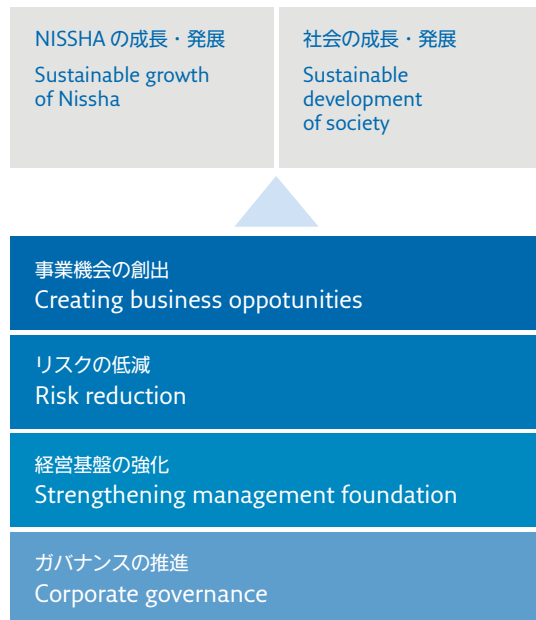 NISSHA の成長・発展
Sustainable growth
of Nissha
社会の成長・発展
Sustainable
development
of society
事業機会の創出
Creating business oppotunities
リスクの低減
Risk reduction
経営基盤の強化
Strengthening management foundation
ガバナンスの推進
Corporate governance